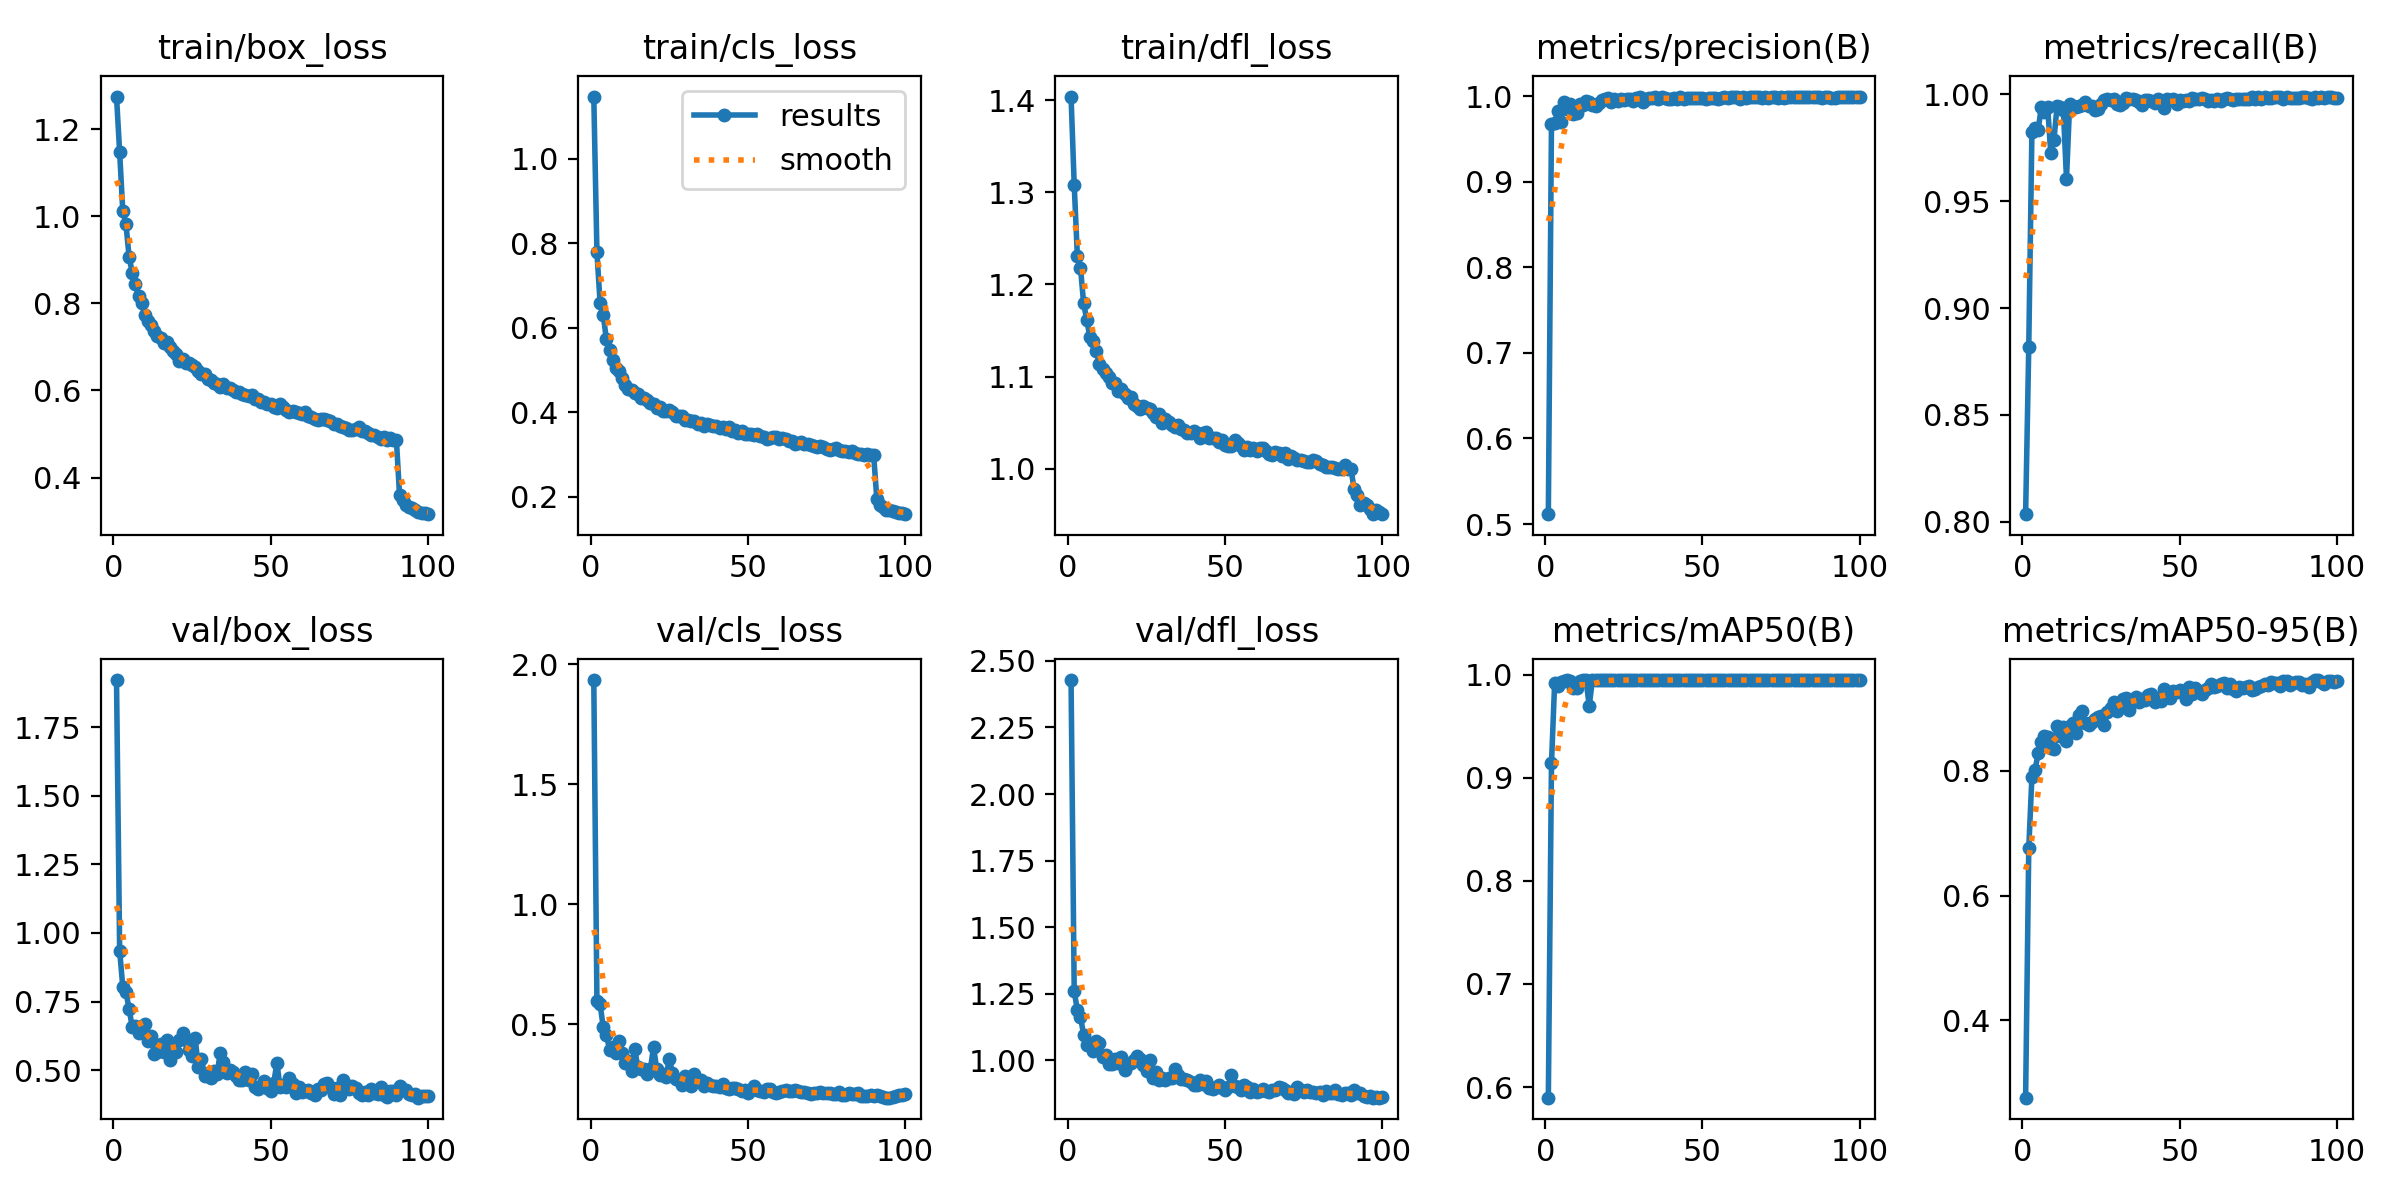 train/box_loss
1.2
1.0
0.8
0.6
0.4
0 50 100
train/cls_loss
results
smooth
1.0
0.8
0.6
0.4
0.2
0 50 100
train/dfl_loss
1.4
1.3
1.2
1.1
1.0
0 50 100
metrics/precision(B)
1.0
0.9
0.8
0.7
0.6
0.5
0 50 100
metrics/recall(B)
1.00
0.95
0.90
0.85
0.80
0 50 100
val/box_loss
1.75
1.50
1.25
1.00
0.75
0.50
0 50 100
val/cls_loss
2.0
1.5
1.0
0.5
0 50 100
val/dfl_loss
2.50
2.25
2.00
1.75
1.50
1.25
1.00
0 50 100
metrics/mAP50(B)
1.0
0.9
0.8
0.7
0.6
0 50 100
metrics/mAP50-95(B)
0.8
0.6
0.4
0 50 100